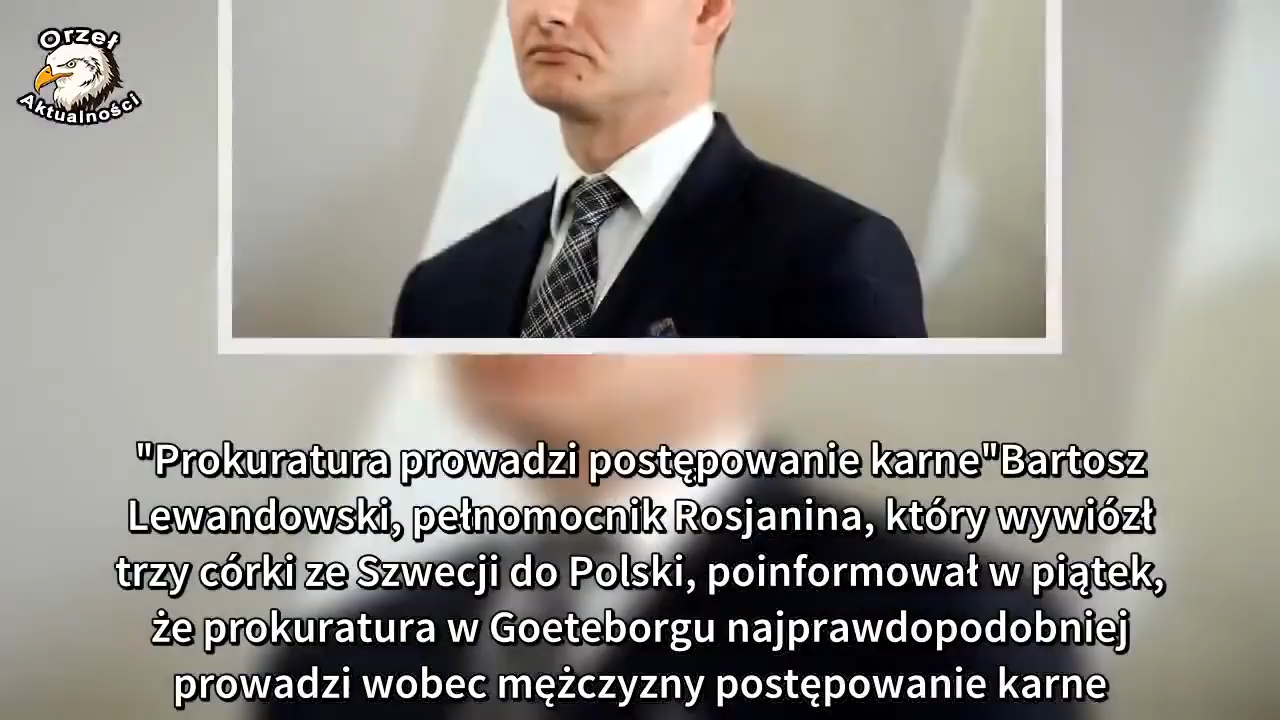 Orzeł
Aktualności
"Prokuratura prowadzi postępowanie karne"Bartosz
Lewandowski, pełnomocnik Rosjanina, który wywiózł
trzy córki ze Szwecji do Polski, poinformował w piątek,
że prokuratura w Goeteborgu najprawdopodobniej
prowadzi wobec mężczyzny postępowanie karne